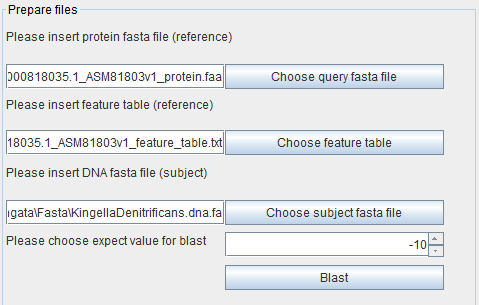 Prepare files
Please insert protein fasta file (reference)
000818035.1_ASM81803v1_protein.faa Choose query fasta file
Please insert feature table (reference)
18035.1_ASM81803v1_feature_table.txt Choose feature table
Please insert DNA fasta file (subject)
ngata\Fasta\KingellaDenitrificans.dna.fa Choose subject fasta file
Please choose expect value for blast -10
Blast